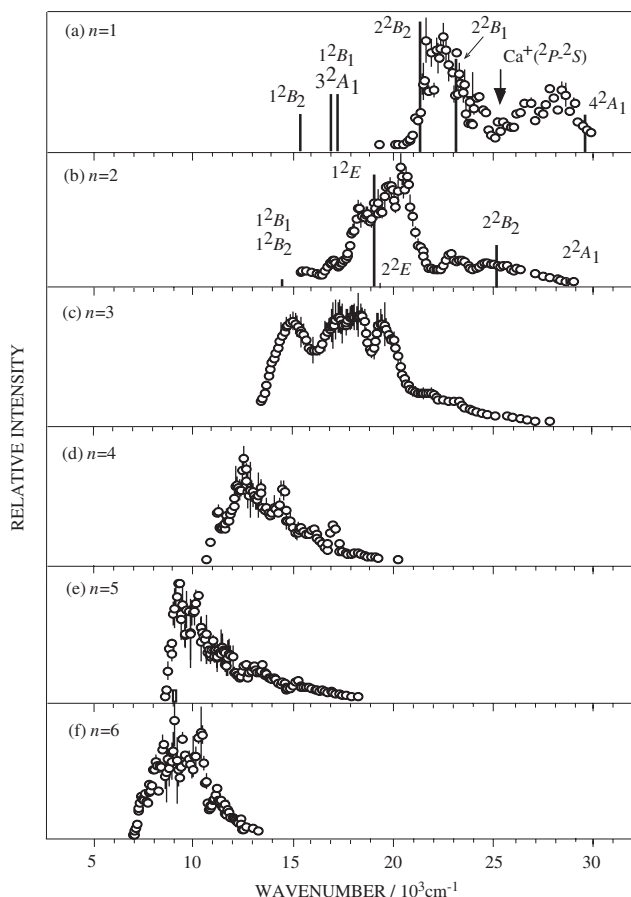 (a) n=1
1²B₂
1²B₁
3²A₁
2²B₂
2²B₁
Ca⁺(²P-²S)
4²A₁
(b) n=2
1²B₁
1²B₂
1²E
2²E
2²B₂
2²A₁
(c) n=3
(d) n=4
(e) n=5
(f) n=6
RELATIVE INTENSITY
5 10 15 20 25 30
WAVENUMBER / 10³cm⁻¹